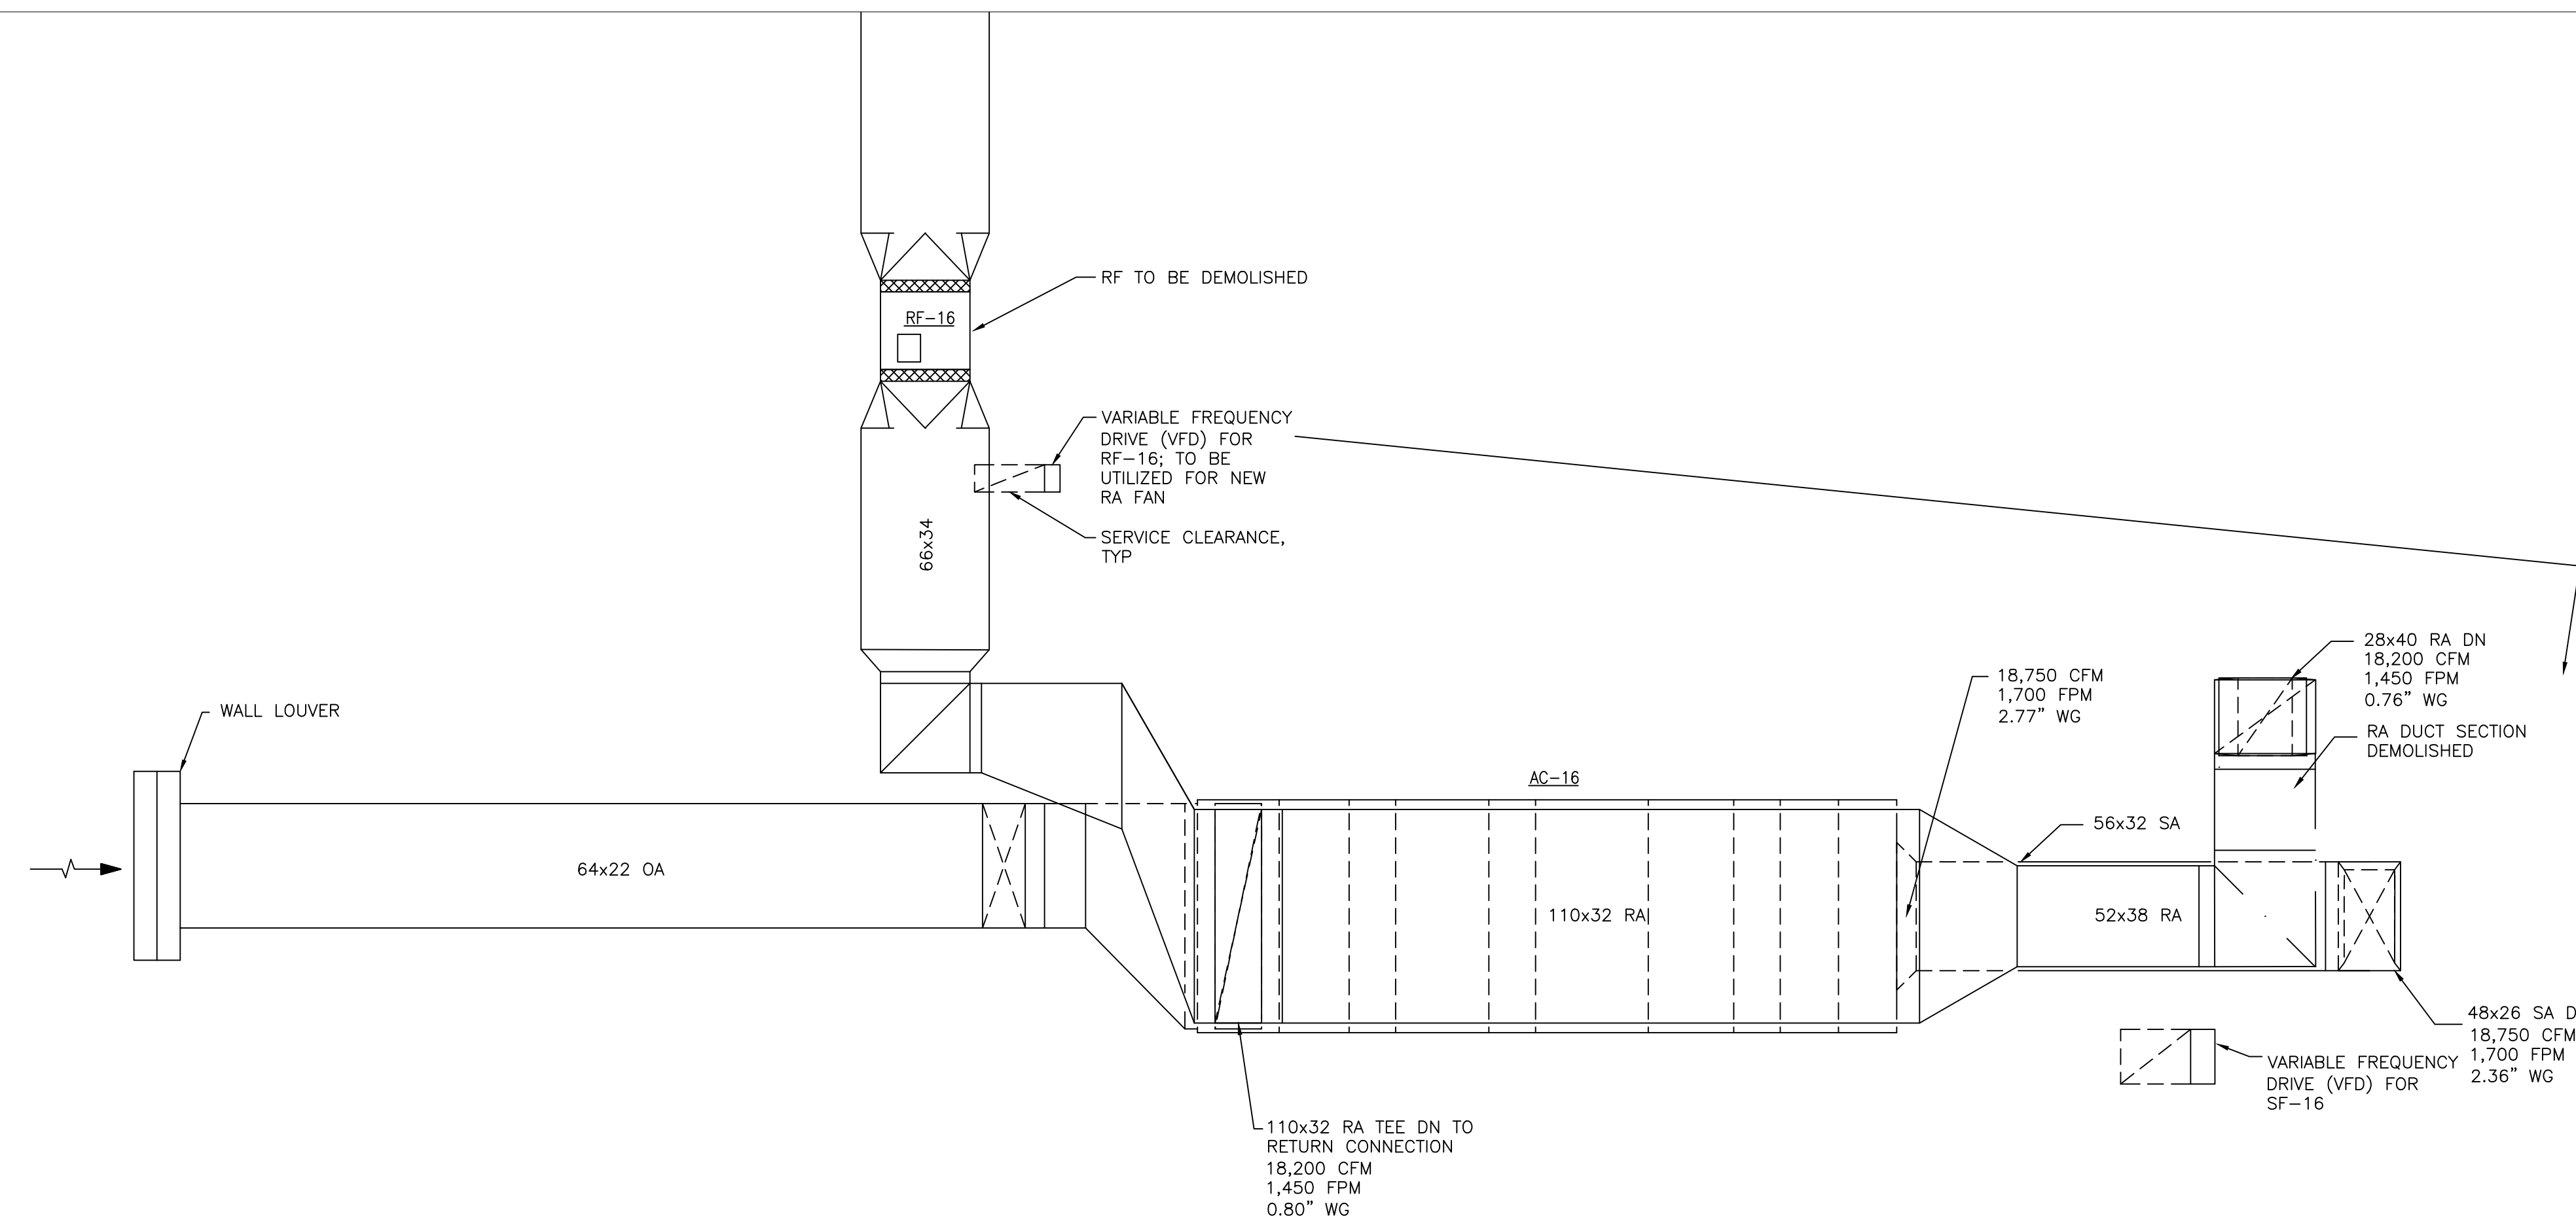 RF TO BE DEMOLISHED
RF-16
VARIABLE FREQUENCY
DRIVE (VFD) FOR
RF-16; TO BE
UTILIZED FOR NEW
RA FAN
SERVICE CLEARANCE,
TYP
66x34
28x40 RA DN
18,200 CFM
1,450 FPM
0.76" WG
RA DUCT SECTION
DEMOLISHED
18,750 CFM
1,700 FPM
2.77" WG
WALL LOUVER
AC-16
56x32 SA
64x22 OA
110x32 RA
52x38 RA
48x26 SA D
18,750 CFM
1,700 FPM
2.36" WG
VARIABLE FREQUENCY
DRIVE (VFD) FOR
SF-16
110x32 RA TEE DN TO
RETURN CONNECTION
18,200 CFM
1,450 FPM
0.80" WG